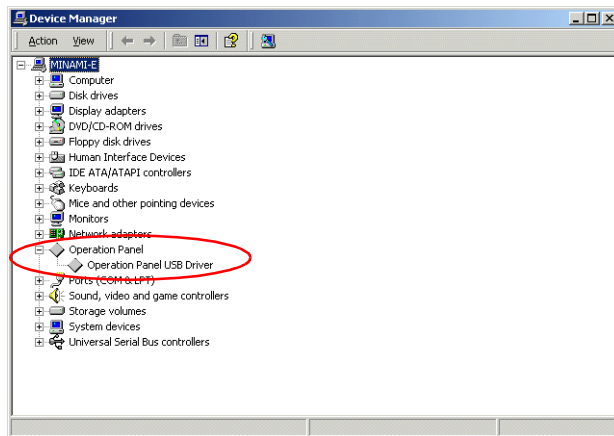 Device Manager
Action View
MINAMI-E
Computer
Disk drives
Display adapters
DVD/CD-ROM drives
Floppy disk drives
Human Interface Devices
IDE ATA/ATAPI controllers
Keyboards
Mice and other pointing devices
Monitors
Network adapters
Operation Panel
Operation Panel USB Driver
Ports (COM & LPT)
Sound, video and game controllers
Storage volumes
System devices
Universal Serial Bus controllers